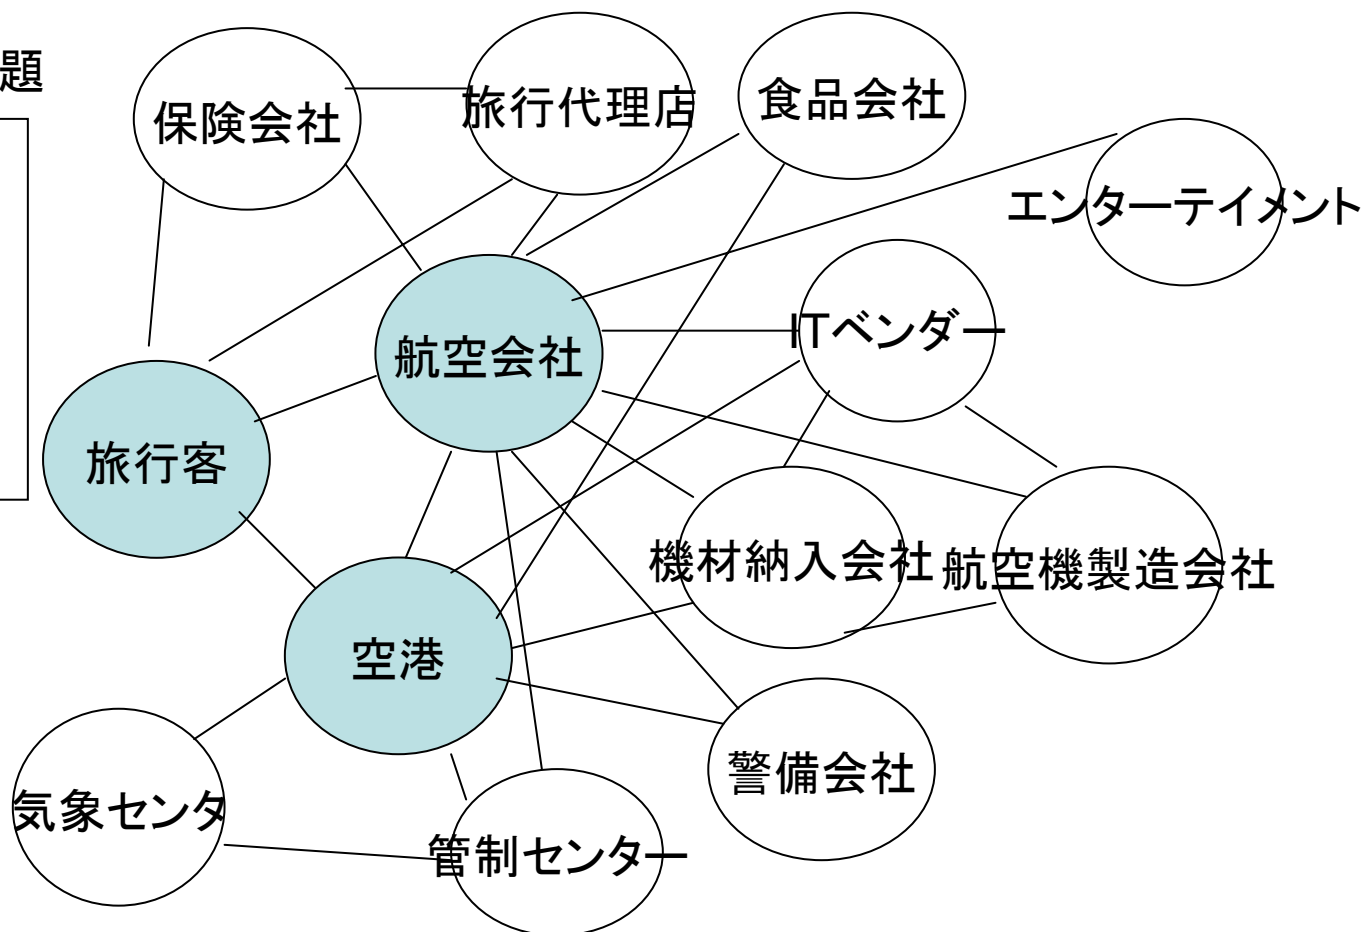 題
保険会社
旅行代理店
食品会社
エンターテイメント
ITベンダー
航空会社
旅行客
機材納入会社
航空機製造会社
空港
警備会社
気象センタ
管制センター